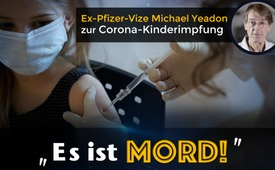 Ex-Pfizer-Vize Michael Yeadon
zur Corona-Kinderimpfung
„Es ist MORD!”